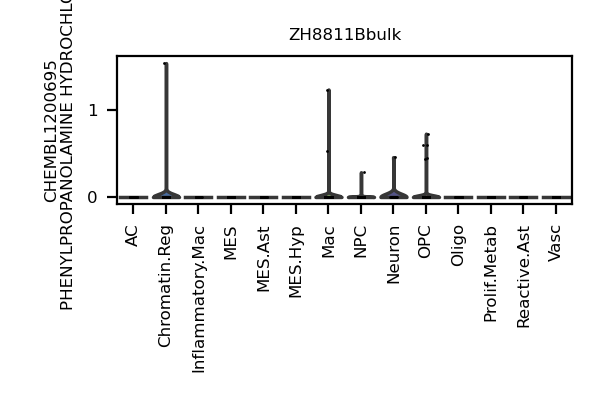 ZH8811Bbulk
CHEMBL1200695
PHENYLPROPANOLAMINE
1
0
AC
Chromatin.Reg
Inflammatory.Mac
MES
MES.Ast
MES.Hyp
Mac
NPC
Neuron
OPC
Oligo
Prolif.Metab
Reactive.Ast
Vasc